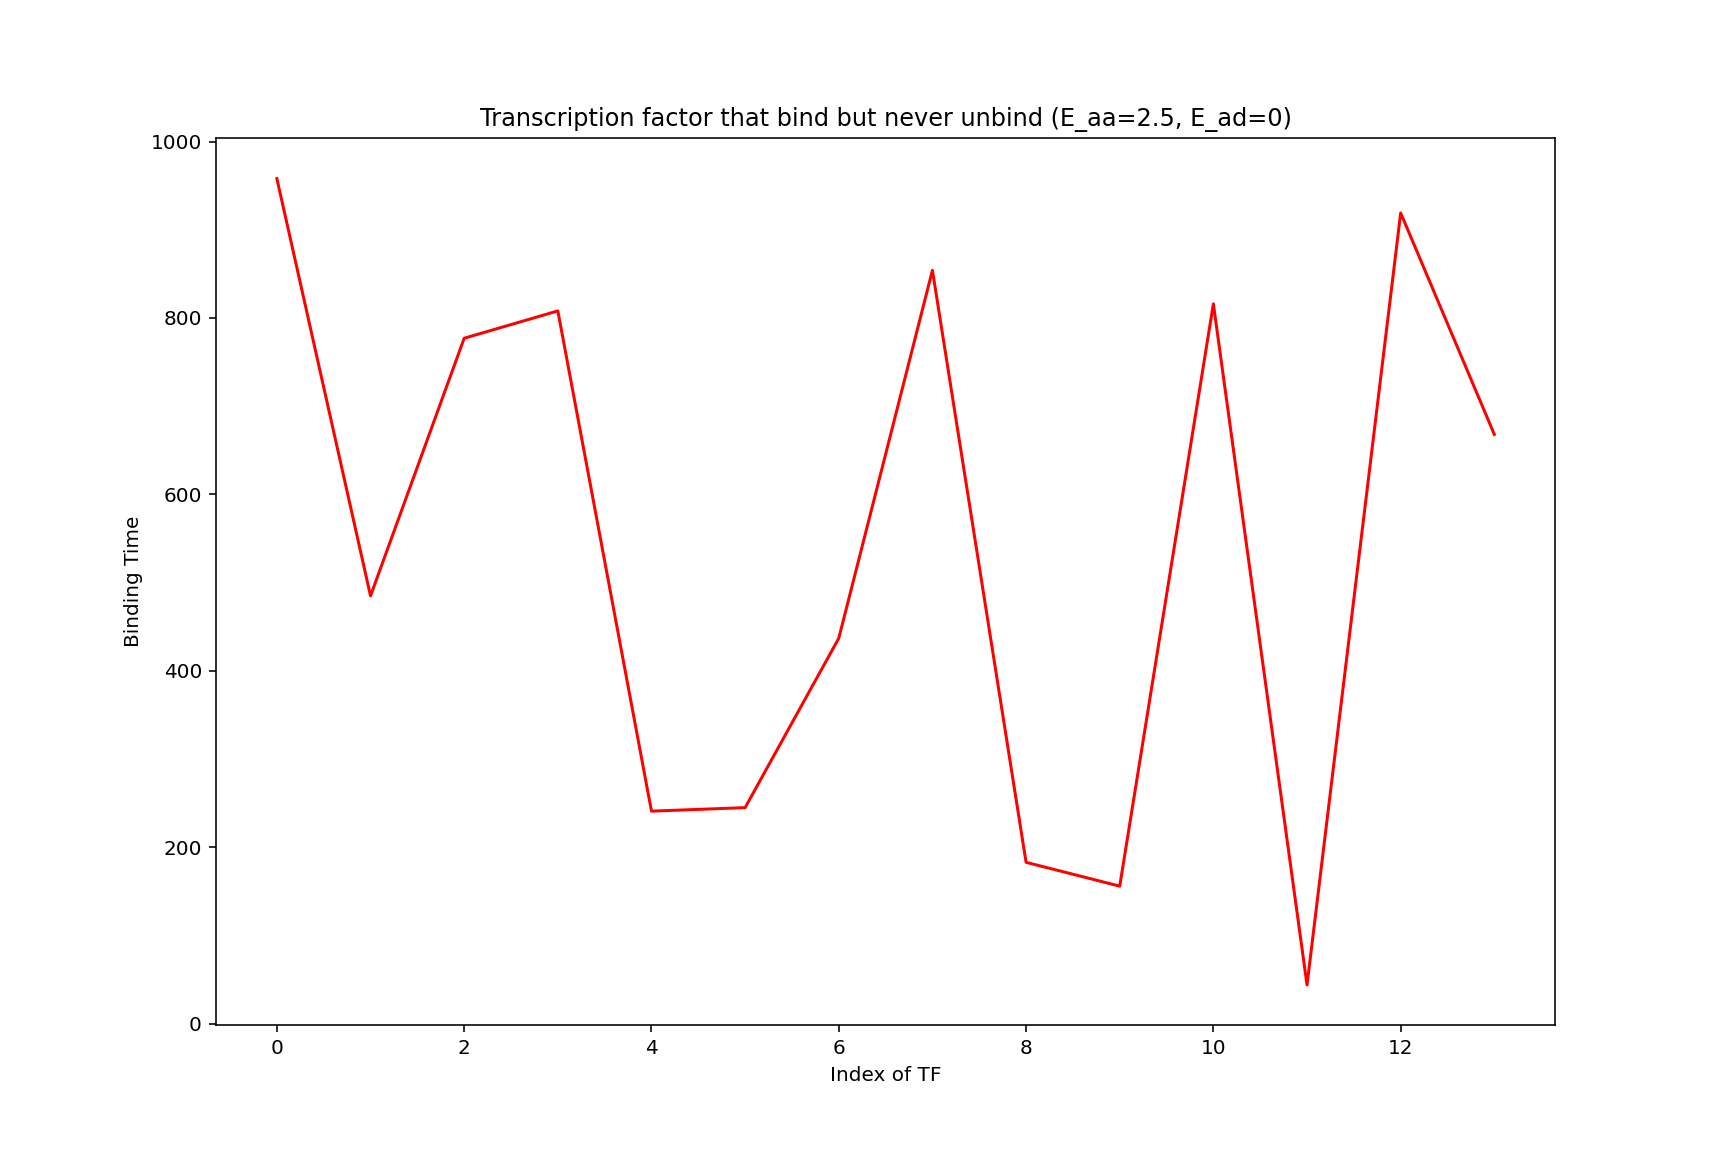 Transcription factor that bind but never unbind (E_aa=2.5, E_ad=0)
1000
800
600
400
200
0
Binding Time
0 2 4 6 8 10 12
Index of TF